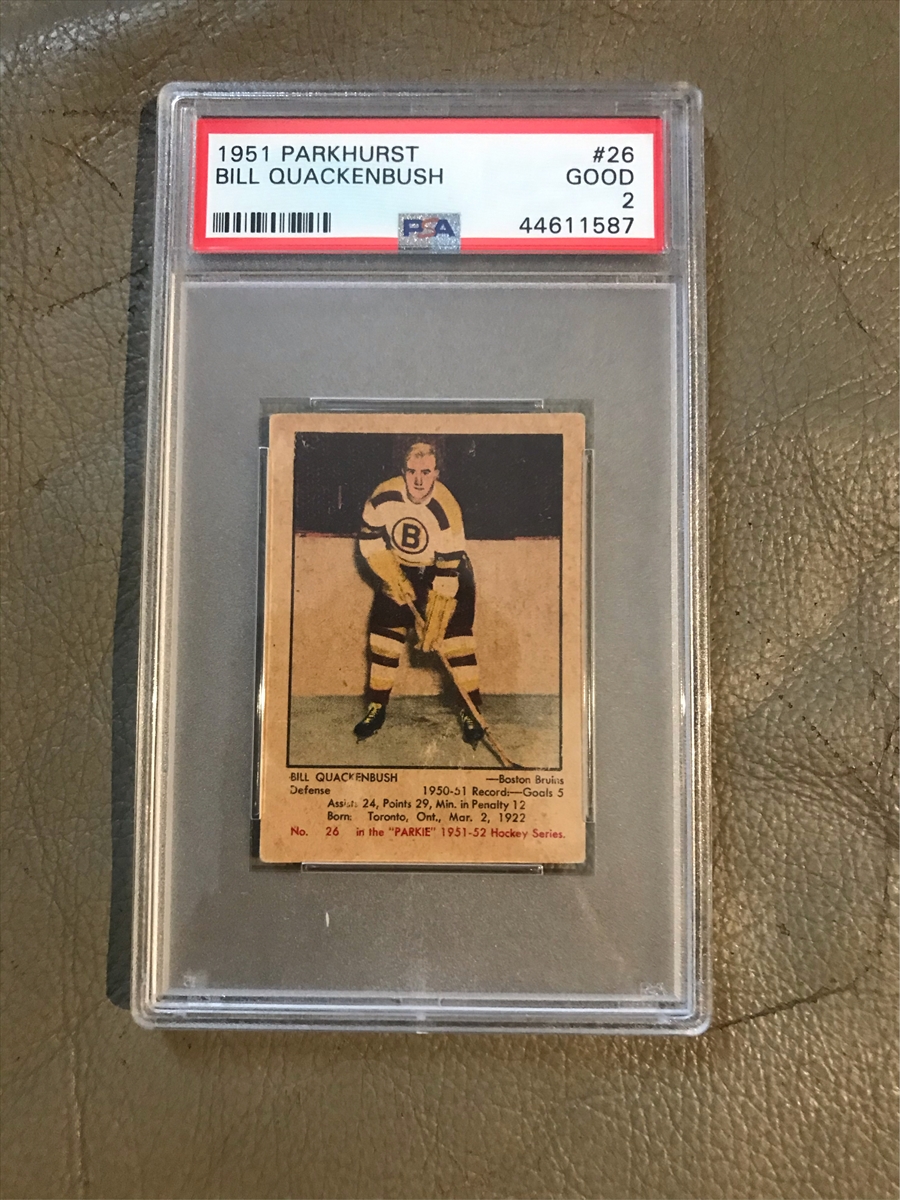 1951 PARKHURST #26
BILL QUACKENBUSH GOOD
2
PSA 44611587
B
BILL QUACKENBUSH —Boston Bruins
Defense 1950-51 Record:—Goals 5
Assist: 24, Points 29, Min. in Penalty 12
Born: Toronto, Ont., Mar. 2, 1922
No. 26 in the "PARKIE" 1951-52 Hockey Series.